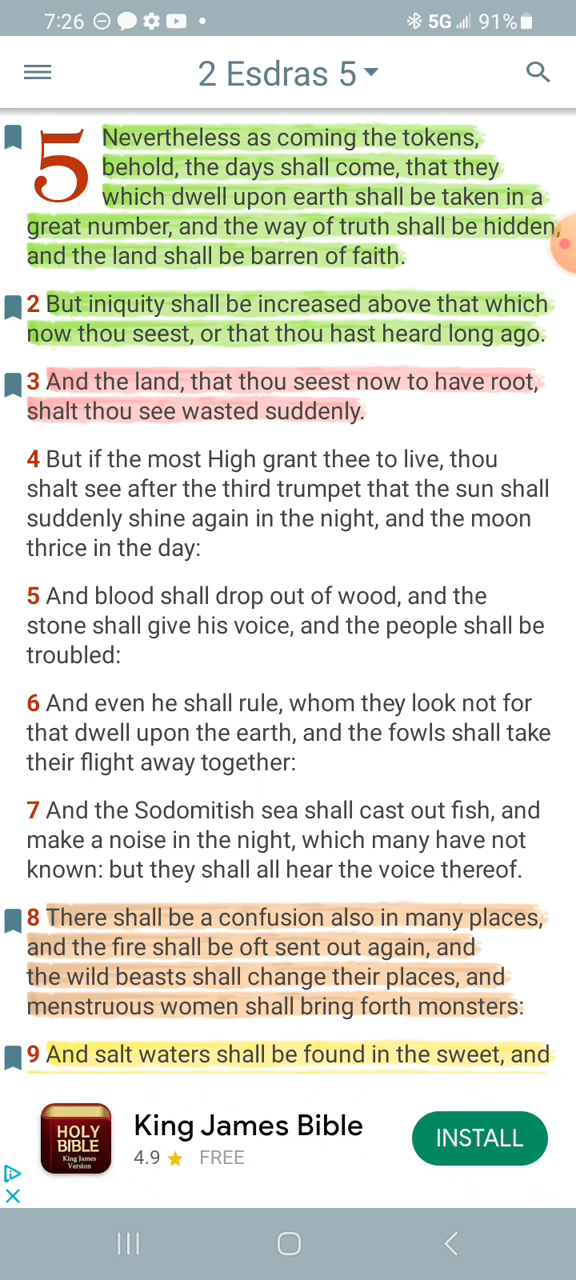 7:26 5G 91%
2 Esdras 5
5 Nevertheless as coming the tokens,
behold, the days shall come, that they
which dwell upon earth shall be taken in a
great number, and the way of truth shall be hidden,
and the land shall be barren of faith.
2 But iniquity shall be increased above that which
now thou seest, or that thou hast heard long ago.
3 And the land, that thou seest now to have root,
shalt thou see wasted suddenly.
4 But if the most High grant thee to live, thou
shalt see after the third trumpet that the sun shall
suddenly shine again in the night, and the moon
thrice in the day:
5 And blood shall drop out of wood, and the
stone shall give his voice, and the people shall be
troubled:
6 And even he shall rule, whom they look not for
that dwell upon the earth, and the fowls shall take
their flight away together:
7 And the Sodomitish sea shall cast out fish, and
make a noise in the night, which many have not
known: but they shall all hear the voice thereof.
8 There shall be a confusion also in many places,
and the fire shall be oft sent out again, and
the wild beasts shall change their places, and
menstruous women shall bring forth monsters:
9 And salt waters shall be found in the sweet, and
HOLY
BIBLE
King James
Version
King James Bible
4.9 ★ FREE
INSTALL